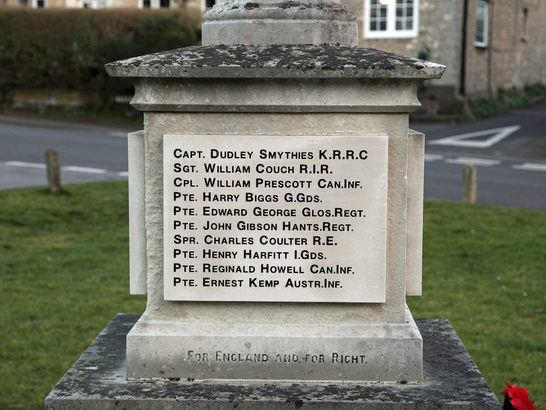 Capt. Dudley Smythies K.R.R.C
Sgt. William Couch R.I.R.
Cpl. William Prescott Can.Inf.
Pte. Harry Biggs G.Gds.
Pte. Edward George Glos.Regt.
Pte. John Gibson Hants.Regt.
Spr. Charles Coulter R.E.
Pte. Henry Harfitt I.Gds.
Pte. Reginald Howell Can.Inf.
Pte. Ernest Kemp Austr.Inf.
For England and for Right.